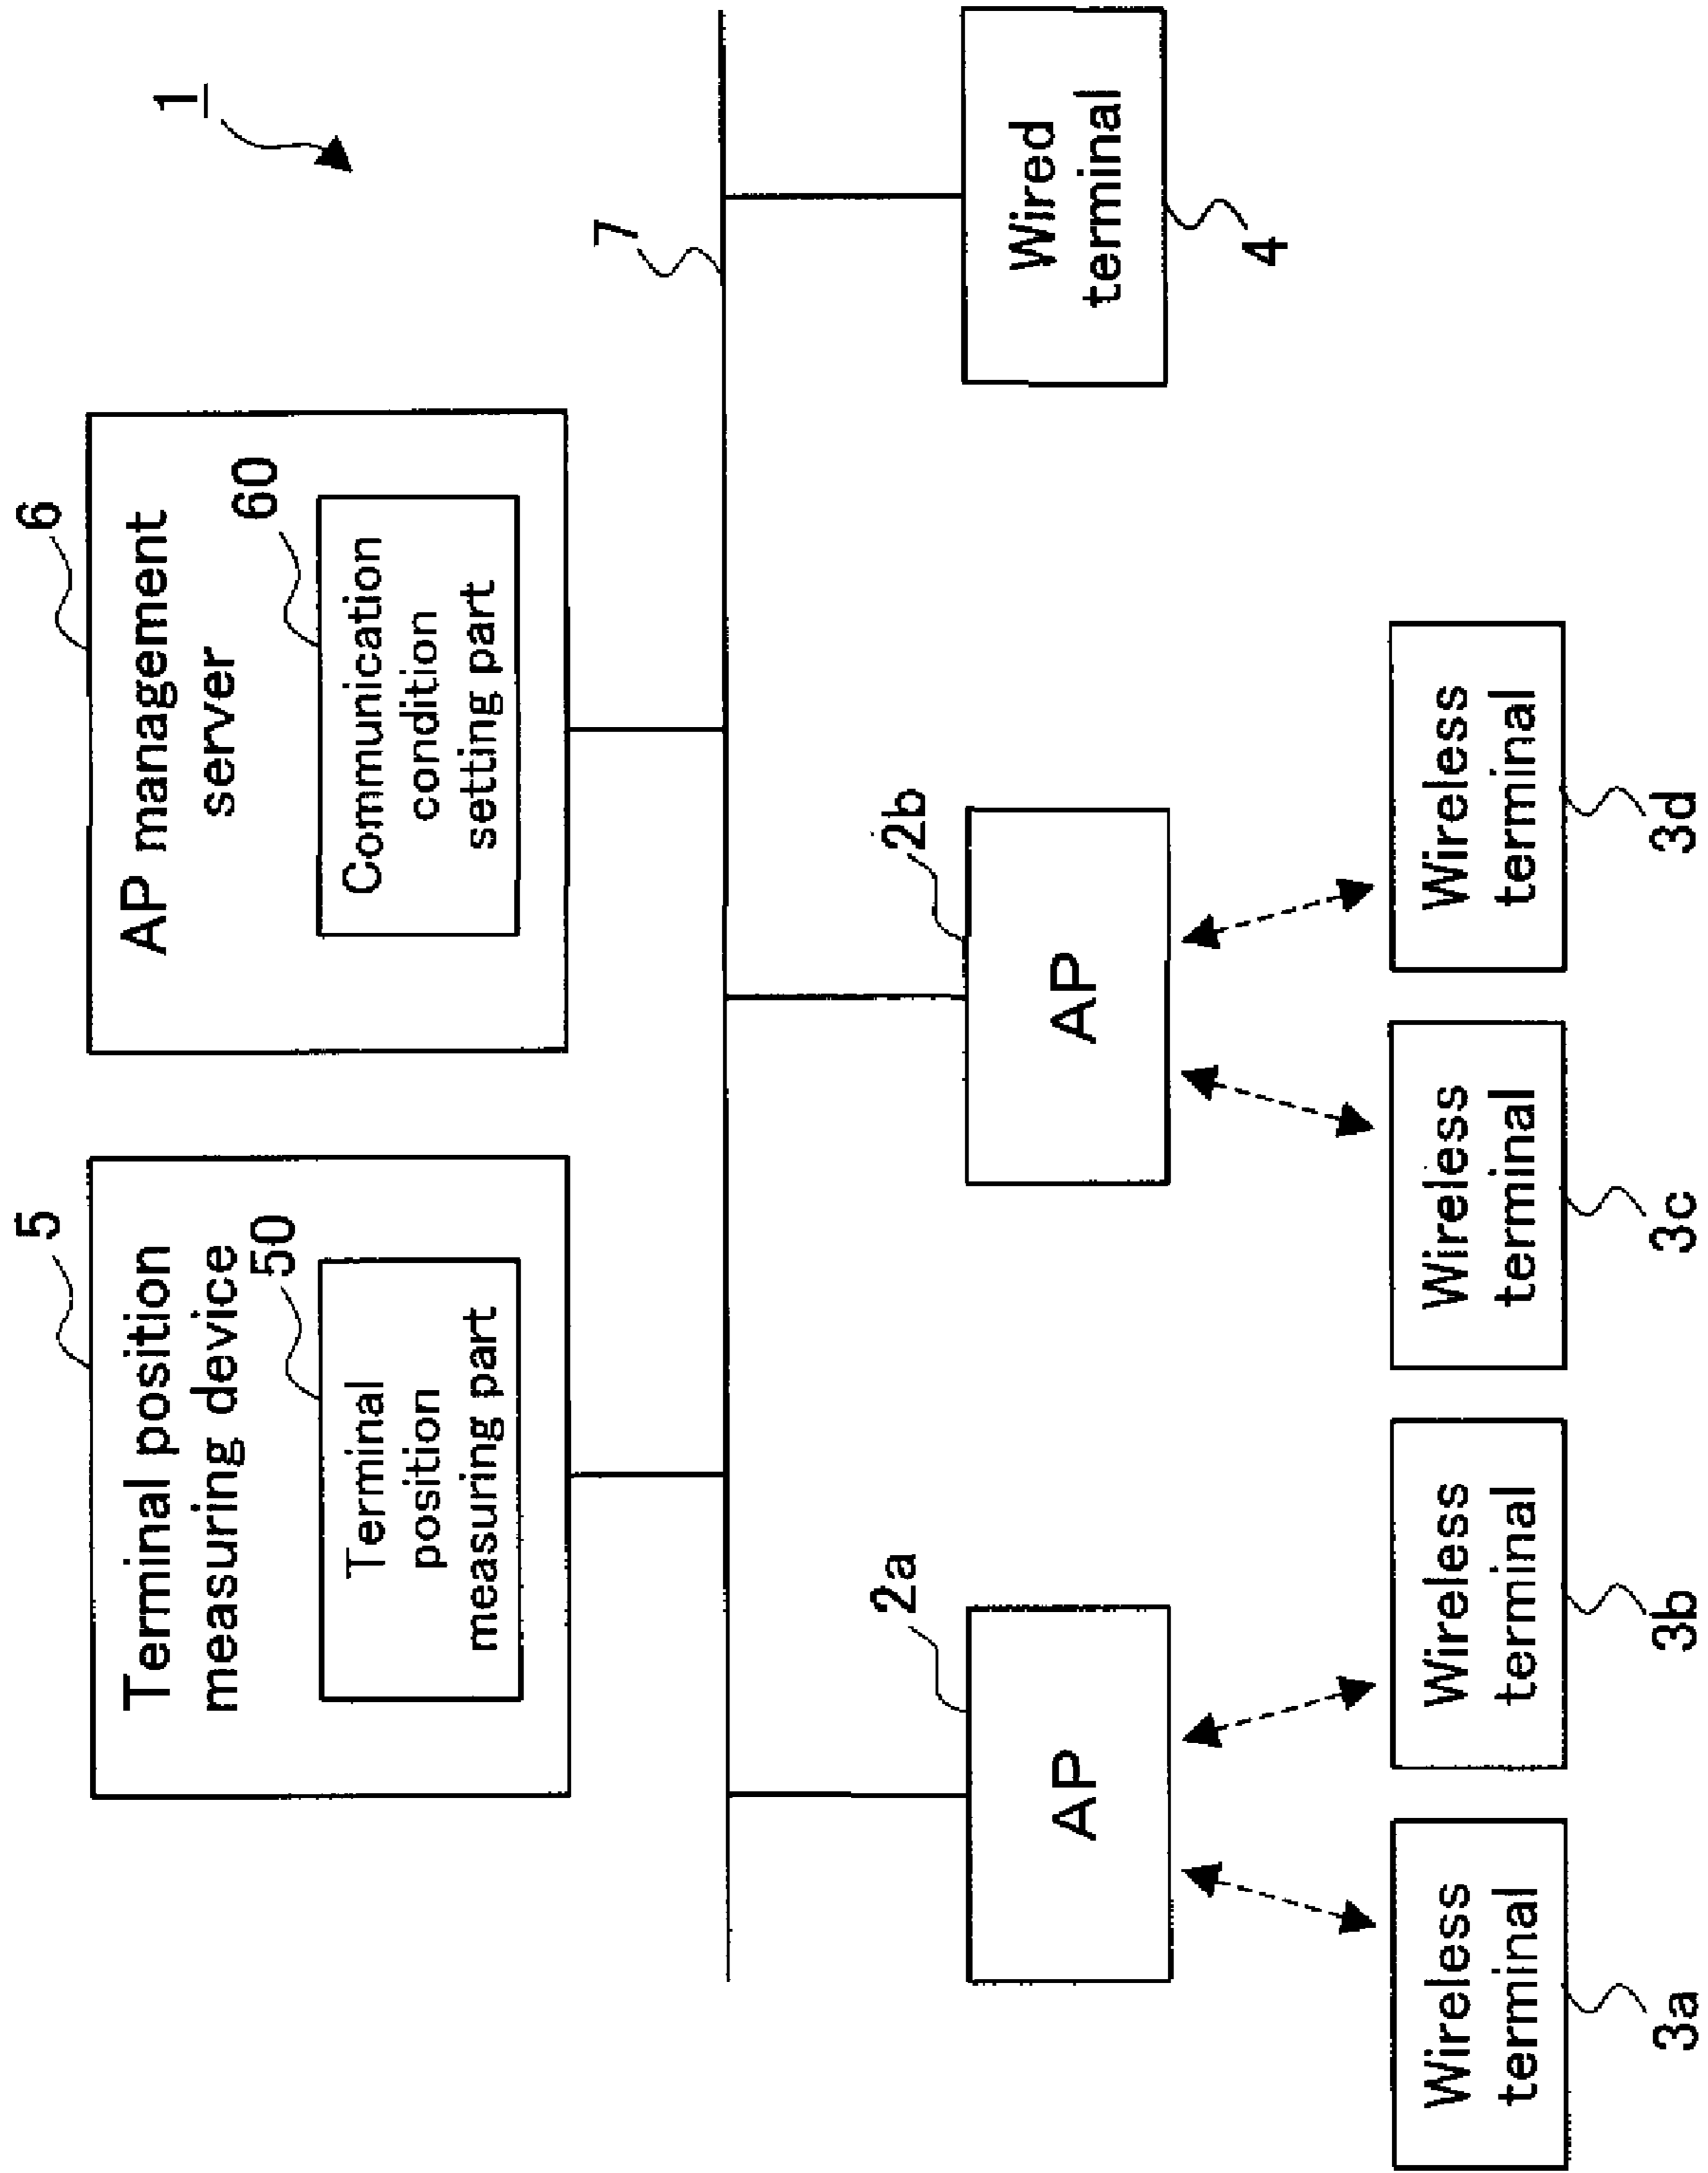 1
5
Terminal position
measuring device
50
Terminal
position
measuring part
6
AP management
server
60
Communication
condition
setting part
7
2a
AP
2b
AP
Wired
terminal
4
Wireless
terminal
3a
Wireless
terminal
3b
Wireless
terminal
3c
Wireless
terminal
3d